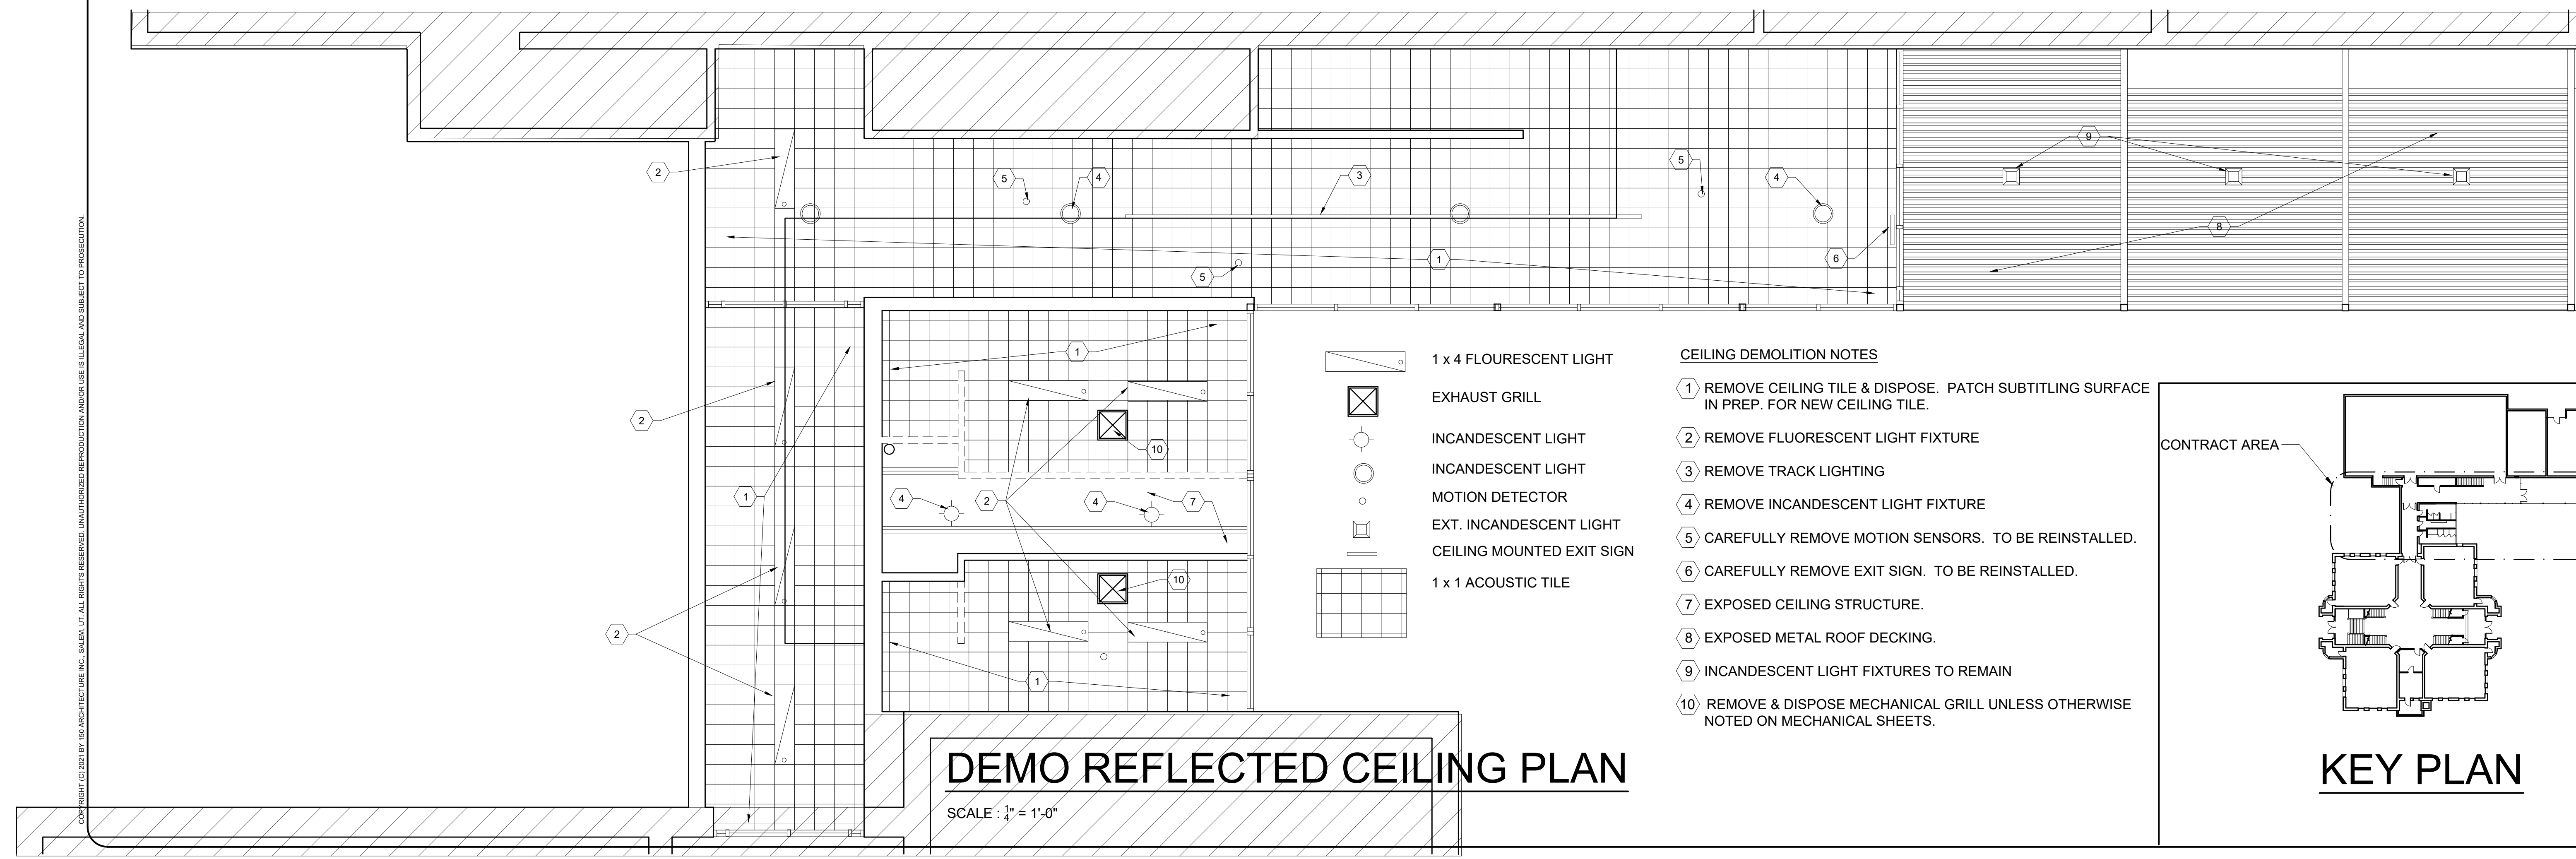 COPYRIGHT (C) 2021 BY 150 ARCHITECTURE INC., SALEM, UT. ALL RIGHTS RESERVED. UNAUTHORIZED REPRODUCTION AND/OR USE IS ILLEGAL AND SUBJECT TO PROSECUTION.
9
2
5
4
3
5
4
8
1
6
5
1
2
10
1
4
2
4
7
10
2
1
1 x 4 FLOURESCENT LIGHT
EXHAUST GRILL
INCANDESCENT LIGHT
INCANDESCENT LIGHT
MOTION DETECTOR
EXT. INCANDESCENT LIGHT
CEILING MOUNTED EXIT SIGN
1 x 1 ACOUSTIC TILE
CEILING DEMOLITION NOTES
1 REMOVE CEILING TILE & DISPOSE. PATCH SUBTITLING SURFACE
IN PREP. FOR NEW CEILING TILE.
2 REMOVE FLUORESCENT LIGHT FIXTURE
3 REMOVE TRACK LIGHTING
4 REMOVE INCANDESCENT LIGHT FIXTURE
5 CAREFULLY REMOVE MOTION SENSORS. TO BE REINSTALLED.
6 CAREFULLY REMOVE EXIT SIGN. TO BE REINSTALLED.
7 EXPOSED CEILING STRUCTURE.
8 EXPOSED METAL ROOF DECKING.
9 INCANDESCENT LIGHT FIXTURES TO REMAIN
10 REMOVE & DISPOSE MECHANICAL GRILL UNLESS OTHERWISE
NOTED ON MECHANICAL SHEETS.
CONTRACT AREA
DEMO REFLECTED CEILING PLAN
SCALE : 1/4" = 1'-0"
KEY PLAN